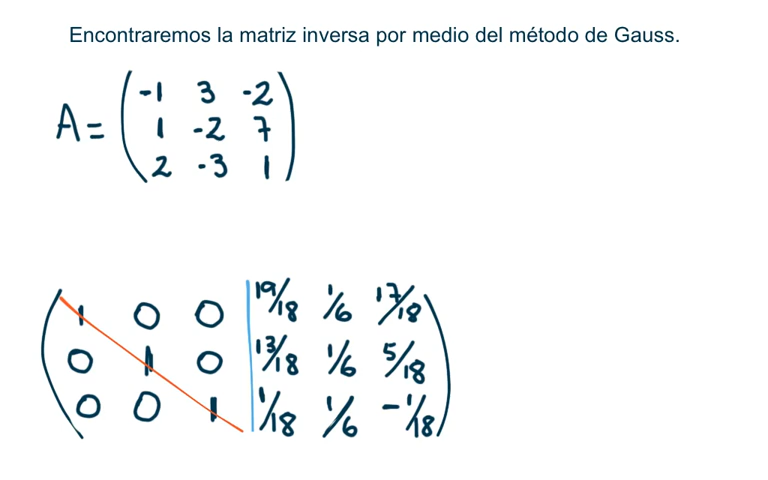 Encontraremos la matriz inversa por medio del método de Gauss.
-1 3 -2
A = 1 -2 7
2 -3 1
1 0 0 19/18 1/6 17/18
0 1 0 13/18 1/6 5/18
0 0 1 1/18 1/6 -1/18